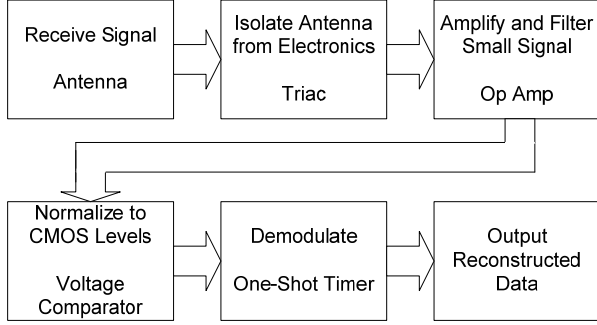 Receive Signal
Antenna
Isolate Antenna
from Electronics
Triac
Amplify and Filter
Small Signal
Op Amp
Normalize to
CMOS Levels
Voltage
Comparator
Demodulate
One-Shot Timer
Output
Reconstructed
Data